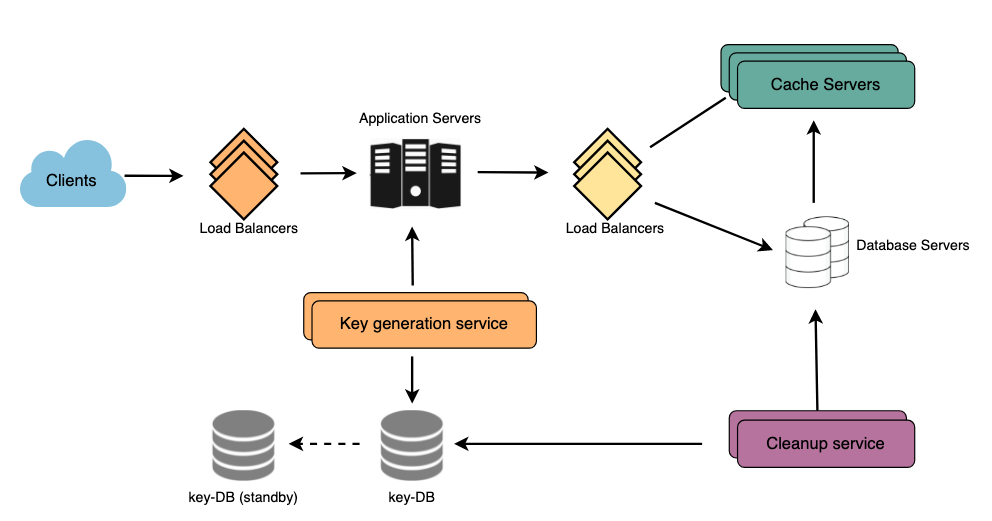 Cache Servers
Application Servers
Clients
Load Balancers
Load Balancers
Database Servers
Key generation service
Cleanup service
key-DB (standby)
key-DB